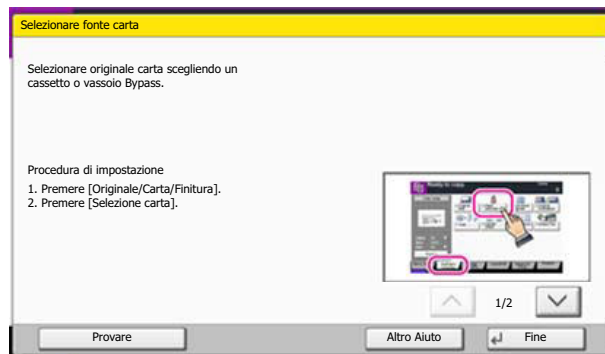 Selezionare fonte carta
Selezionare originale carta scegliendo un
cassetto o vassoio Bypass.
Procedura di impostazione
1. Premere [Originale/Carta/Finitura].
2. Premere [Selezione carta].
1/2
Provare
Altro Aiuto
Fine